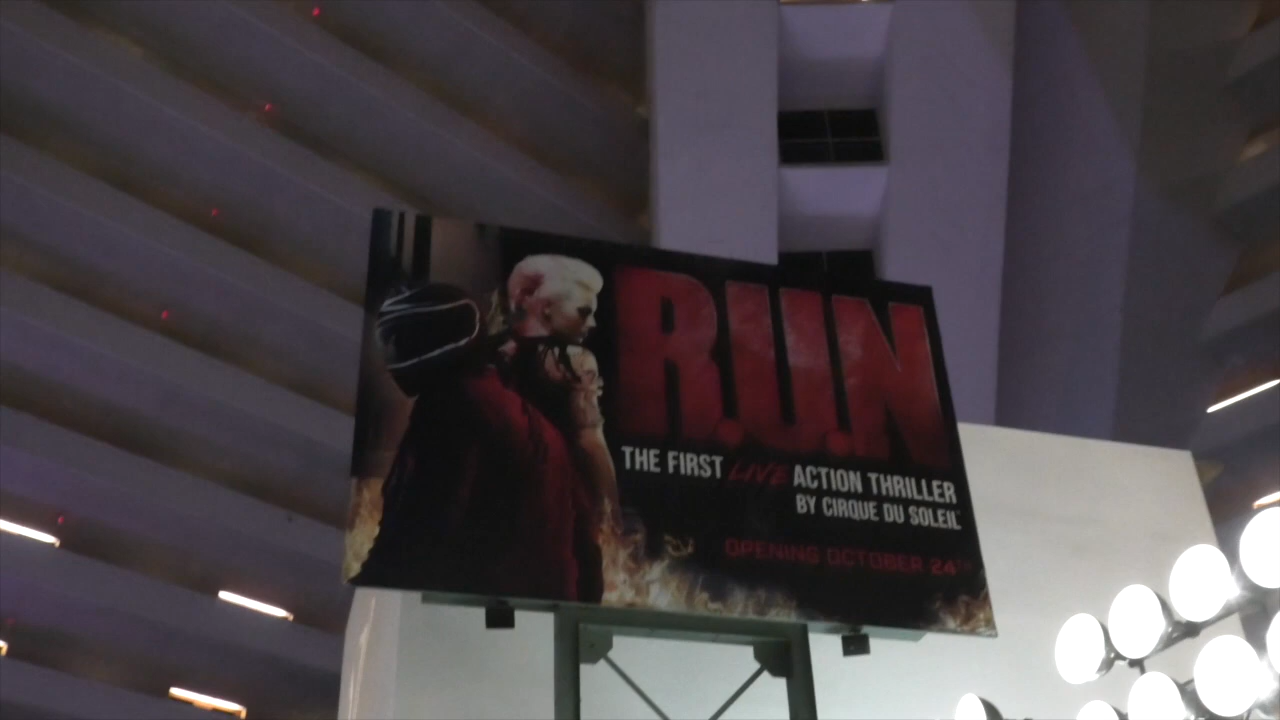 R.U.N
THE FIRST LIVE ACTION THRILLER
BY CIRQUE DU SOLEIL
OPENING OCTOBER 24TH